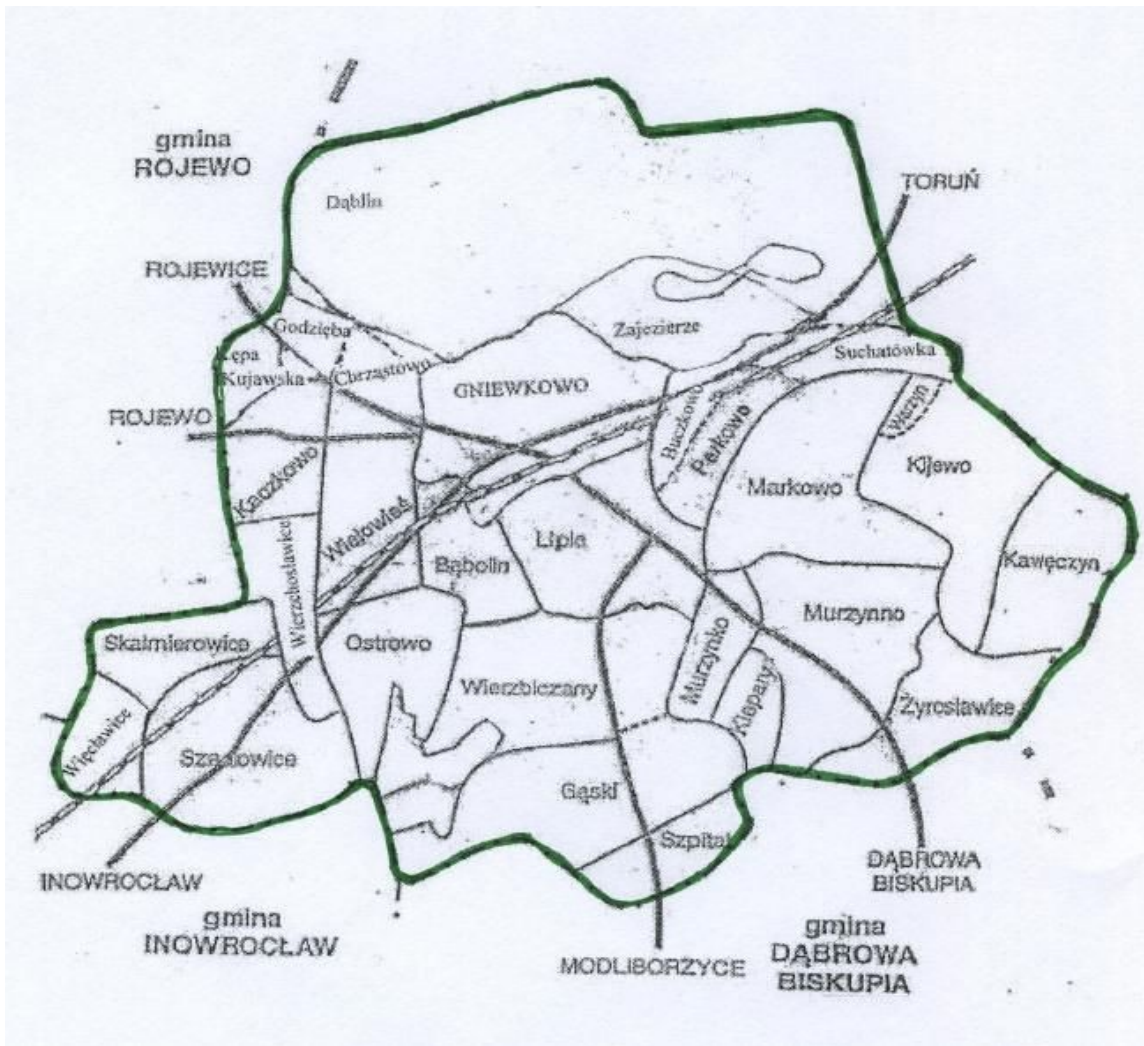 gmina
ROJEWO
TORUŃ
Dąblin
ROJEWICE
Godzięba
Zajezierze
Suchatówka
Kępa
Kujawska
Chrząstowo
GNIEWKOWO
Buczkowo
Perkowo
Wierzyn
ROJEWO
Kaczkowo
Kijewo
Markowo
Wielowieś
Lipie
Bąbolin
Kawęczyn
Wierzchosławice
Murzynno
Skalmierowice
Ostrowo
Murzynko
Wierzbiczany
Klepary
Żyrosławice
Więcławice
Szadłowice
Gąski
Szpital
INOWROCŁAW
DĄBROWA
BISKUPIA
gmina
INOWROCŁAW
MODLIBORZYCE
gmina
DĄBROWA
BISKUPIA